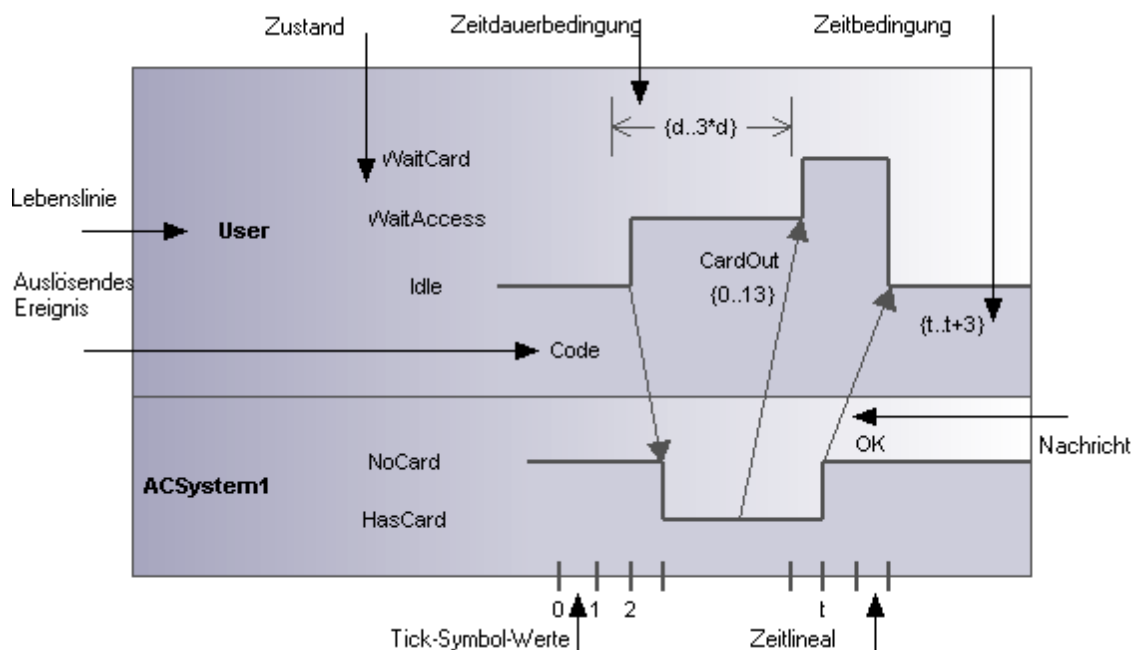 Zustand
Zeitdauerbedingung
Zeitbedingung
{d..3*d}
WaitCard
Lebenslinie
User
WaitAccess
CardOut
{0..13}
Auslösendes
Ereignis
Idle
{t..t+3}
Code
OK
Nachricht
NoCard
ACSystem1
HasCard
0 1 2 t
Tick-Symbol-Werte
Zeitlineal